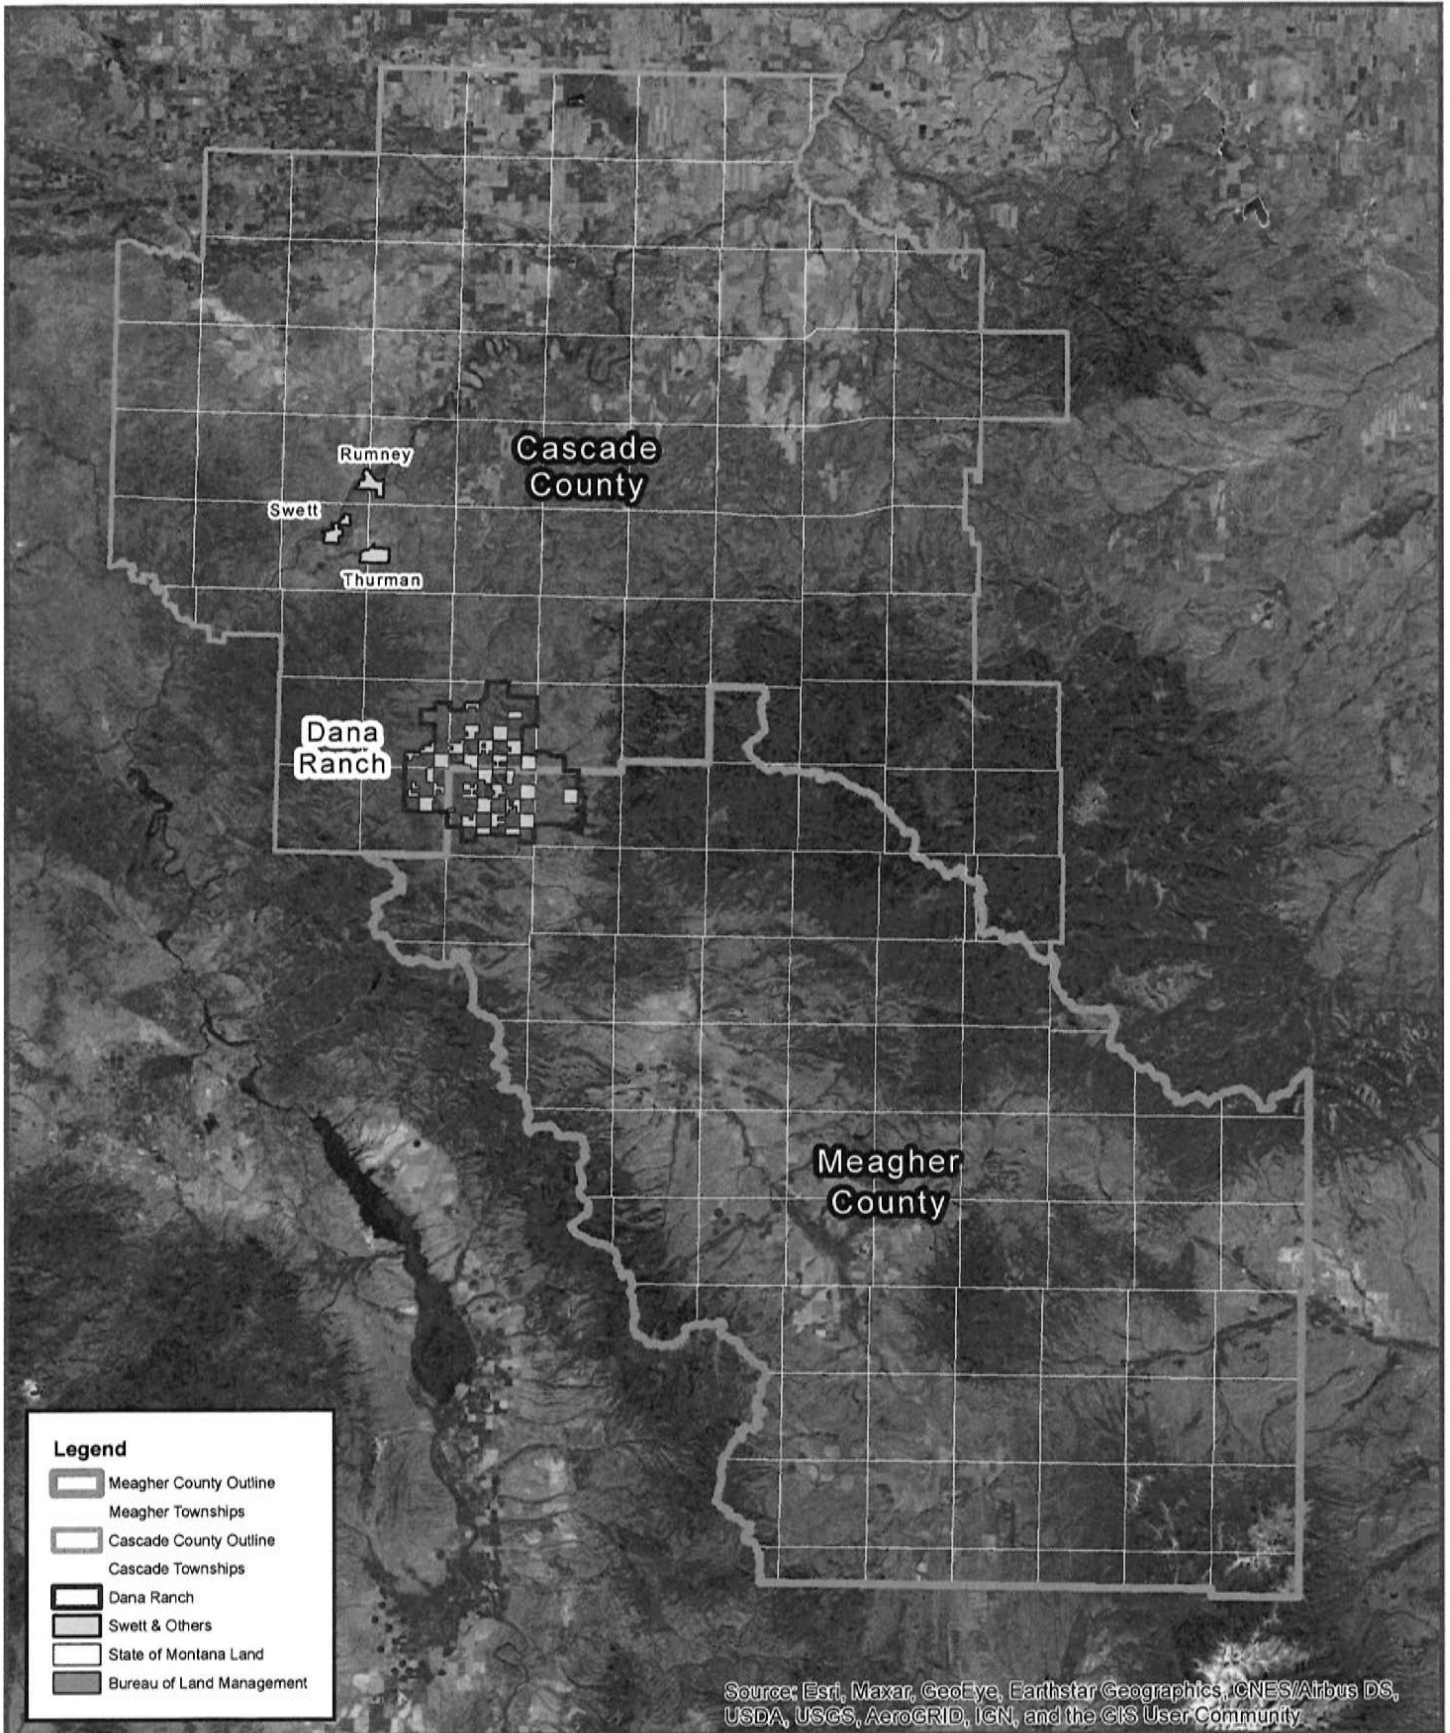 Rumney
Cascade
County
Swett
Thurman
Dana
Ranch
Meagher
County
Legend
Meagher County Outline
Meagher Townships
Cascade County Outline
Cascade Townships
Dana Ranch
Swett & Others
State of Montana Land
Bureau of Land Management
Source: Esri, Maxar, GeoEye, Earthstar Geographics, CNES/Airbus DS,
USDA, USGS, AeroGRID, IGN, and the GIS User Community